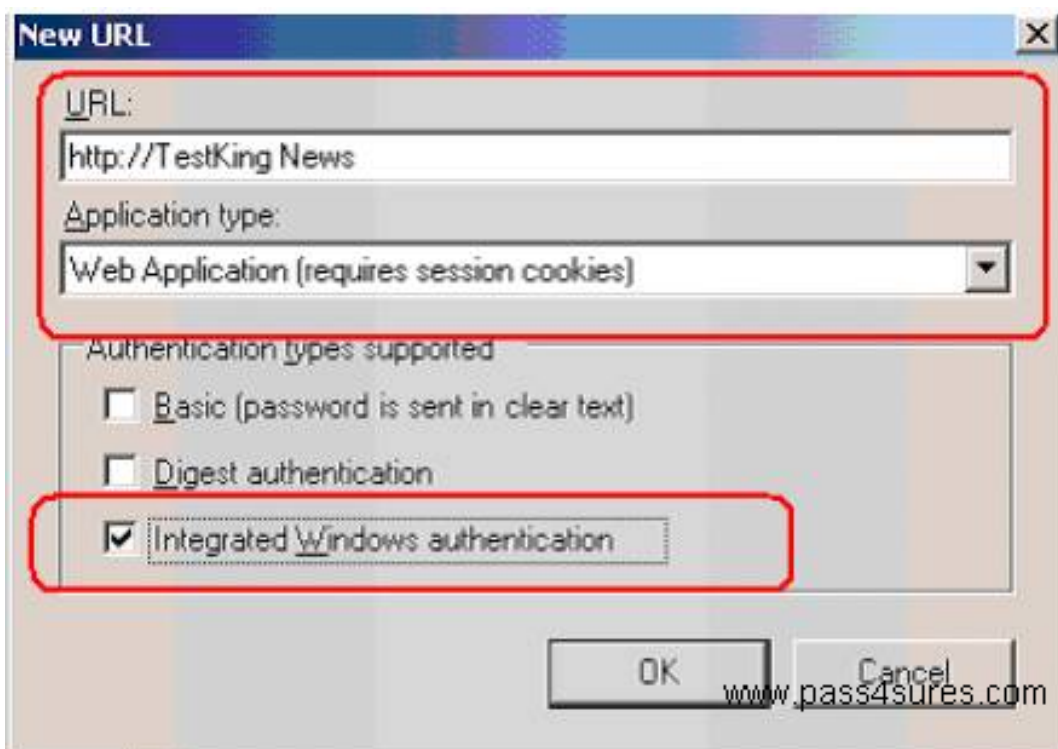 New URL
URL:
http://TestKing News
Application type:
Web Application (requires session cookies)
Authentication types supported
Basic (password is sent in clear text)
Digest authentication
Integrated Windows authentication
OK
Cancel
www.pass4sures.com